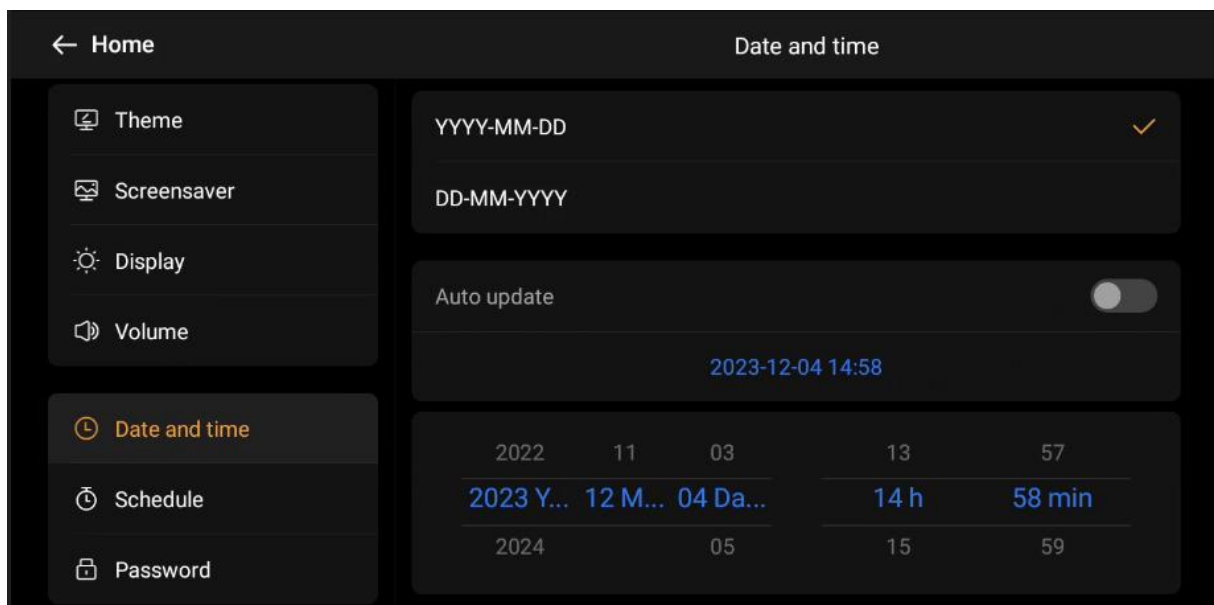 Home
Date and time
Theme
Screensaver
Display
Volume
Date and time
Schedule
Password
YYYY-MM-DD
DD-MM-YYYY
Auto update
2023-12-04 14:58
2022 11 03 13 57
2023 Y... 12 M... 04 Da... 14 h 58 min
2024 05 15 59